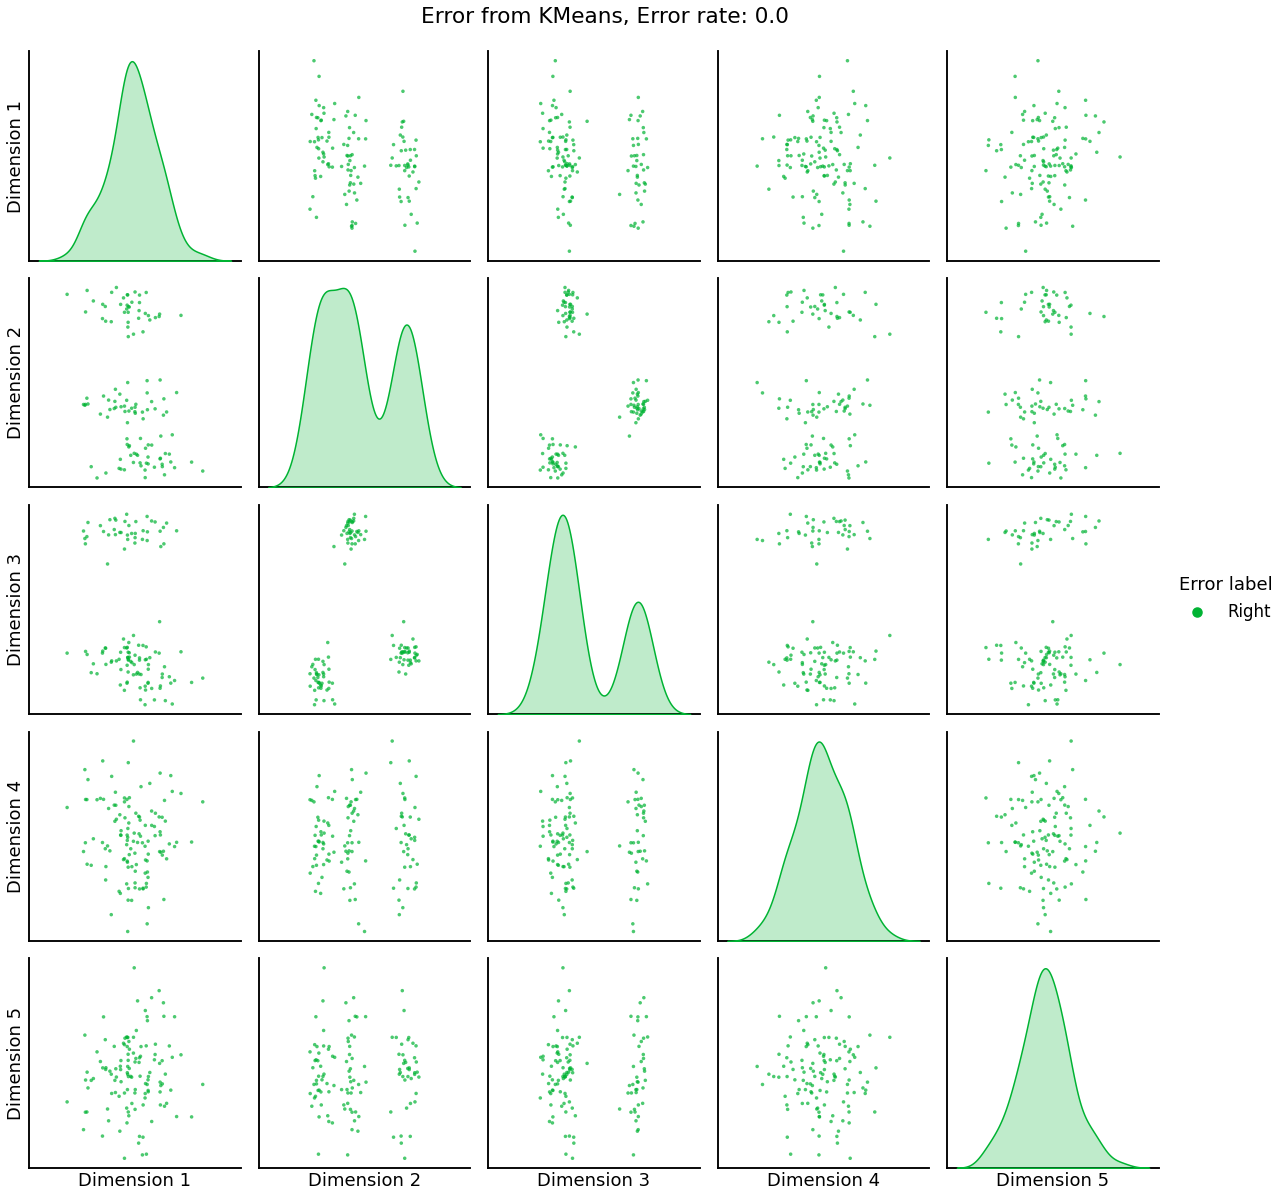 Error from KMeans, Error rate: 0.0
Dimension 1
Dimension 2
Dimension 3
Dimension 4
Dimension 5
Error label
Right
Dimension 1
Dimension 2
Dimension 3
Dimension 4
Dimension 5